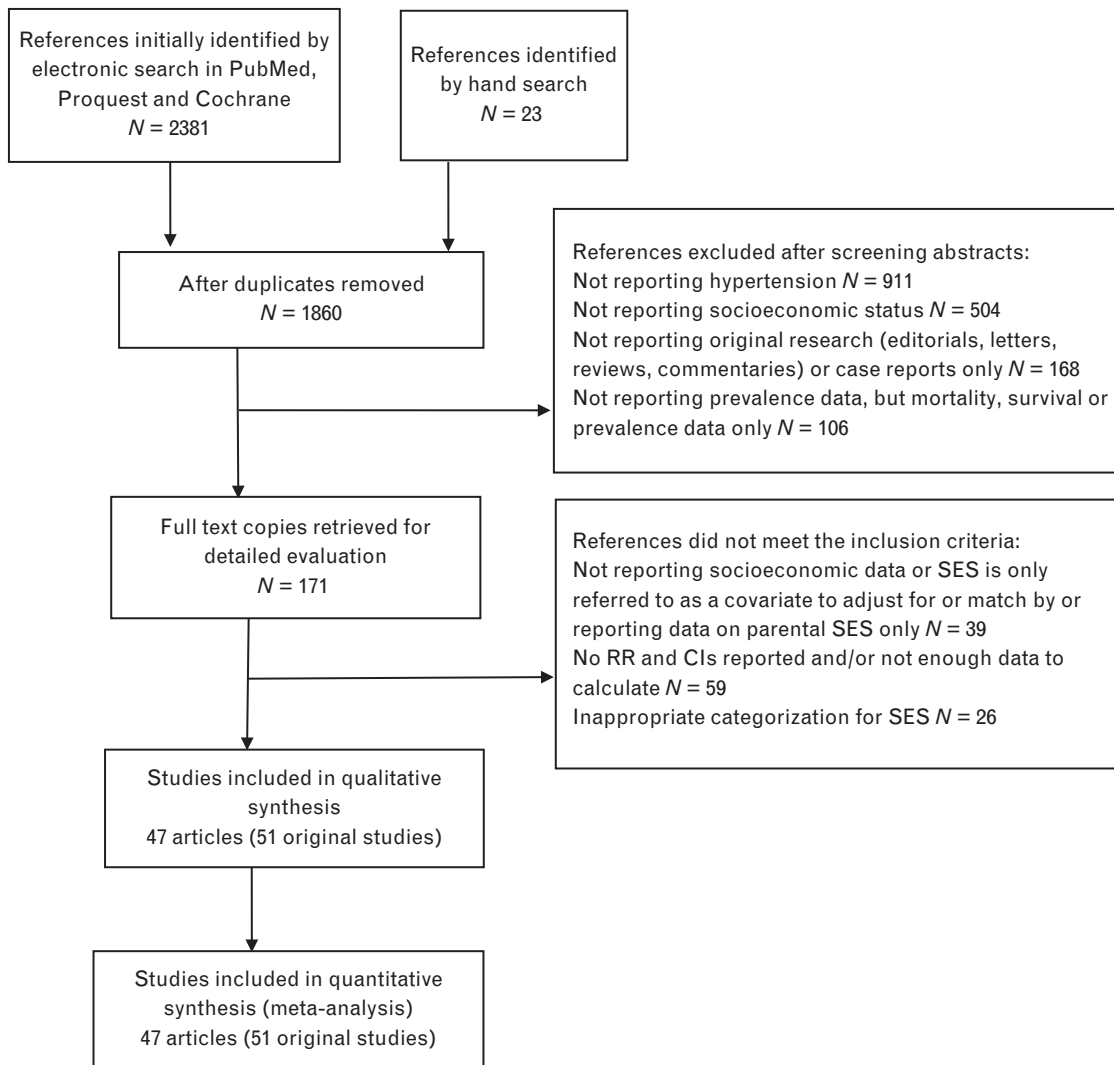 References initially identified by
electronic search in PubMed,
Proquest and Cochrane
N = 2381
References identified
by hand search
N = 23
After duplicates removed
N = 1860
References excluded after screening abstracts:
Not reporting hypertension N = 911
Not reporting socioeconomic status N = 504
Not reporting original research (editorials, letters,
reviews, commentaries) or case reports only N = 168
Not reporting prevalence data, but mortality, survival or
prevalence data only N = 106
Full text copies retrieved for
detailed evaluation
N = 171
References did not meet the inclusion criteria:
Not reporting socioeconomic data or SES is only
referred to as a covariate to adjust for or match by or
reporting data on parental SES only N = 39
No RR and CIs reported and/or not enough data to
calculate N = 59
Inappropriate categorization for SES N = 26
Studies included in qualitative
synthesis
47 articles (51 original studies)
Studies included in quantitative
synthesis (meta-analysis)
47 articles (51 original studies)